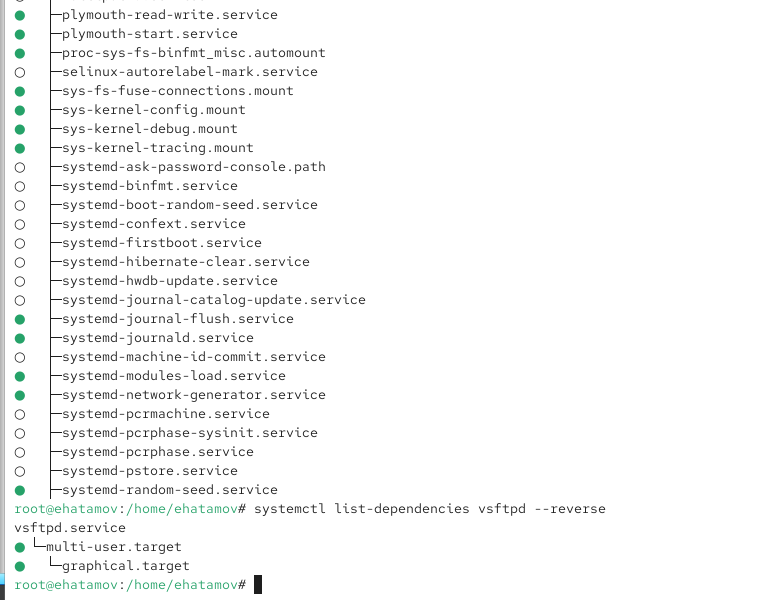 plymouth-read-write.service
plymouth-start.service
proc-sys-fs-binfmt_misc.automount
selinux-autorelabel-mark.service
sys-fs-fuse-connections.mount
sys-kernel-config.mount
sys-kernel-debug.mount
sys-kernel-tracing.mount
systemd-ask-password-console.path
systemd-binfmt.service
systemd-boot-random-seed.service
systemd-confext.service
systemd-firstboot.service
systemd-hibernate-clear.service
systemd-hwdb-update.service
systemd-journal-catalog-update.service
systemd-journal-flush.service
systemd-journald.service
systemd-machine-id-commit.service
systemd-modules-load.service
systemd-network-generator.service
systemd-pcrmachine.service
systemd-pcrphase-sysinit.service
systemd-pcrphase.service
systemd-pstore.service
systemd-random-seed.service
root@ehatamov:/home/ehatamov# systemctl list-dependencies vsftpd --reverse
vsftpd.service
multi-user.target
graphical.target
root@ehatamov:/home/ehatamov#